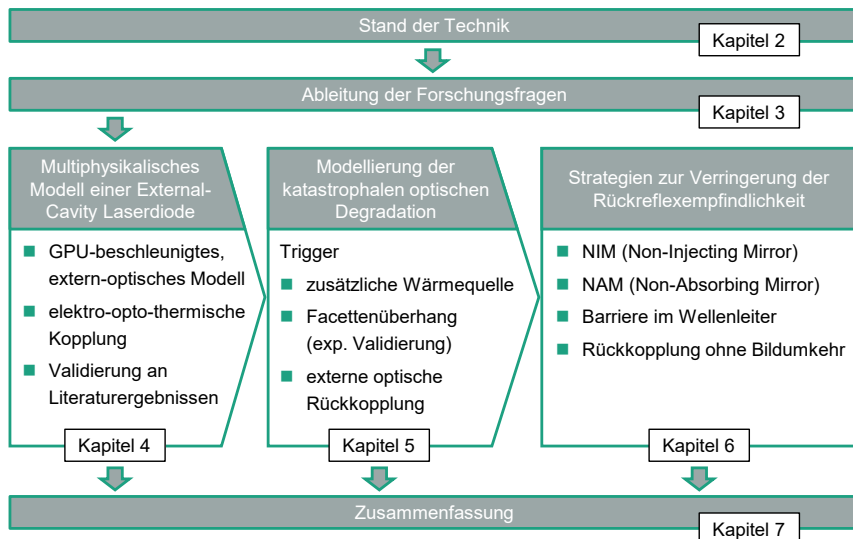 Stand der Technik
Kapitel 2
Ableitung der Forschungsfragen
Kapitel 3
Multiphysikalisches
Modell einer External-
Cavity Laserdiode
GPU-beschleunigtes,
extern-optisches Modell
elektro-opto-thermische
Kopplung
Validierung an
Literaturergebnissen
Kapitel 4
Modellierung der
katastrophalen optischen
Degradation
Trigger
zusätzliche Wärmequelle
Facettenüberhang
(exp. Validierung)
externe optische
Rückkopplung
Kapitel 5
Strategien zur Verringerung der
Rückreflexempfindlichkeit
NIM (Non-Injecting Mirror)
NAM (Non-Absorbing Mirror)
Barriere im Wellenleiter
Rückkopplung ohne Bildumkehr
Kapitel 6
Zusammenfassung
Kapitel 7